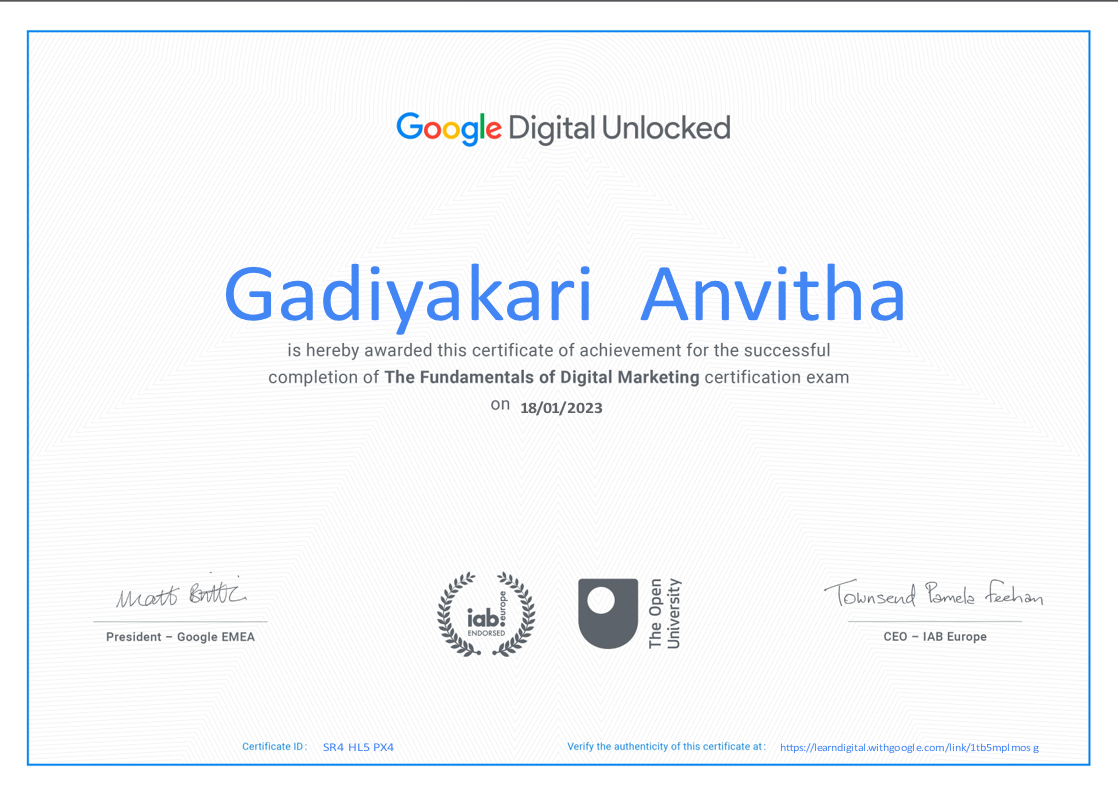 Google Digital Unlocked
Gadiyakari Anvitha
is hereby awarded this certificate of achievement for the successful
completion of The Fundamentals of Digital Marketing certification exam
on 18/01/2023
Matt Brittin
Townsend Pamela Feehan
iab europe
ENDORSED
The Open
University
President – Google EMEA
CEO – IAB Europe
Certificate ID: SR4 HL5 PX4
Verify the authenticity of this certificate at: https://learndigital.withgoogle.com/link/1tb5mplmos g